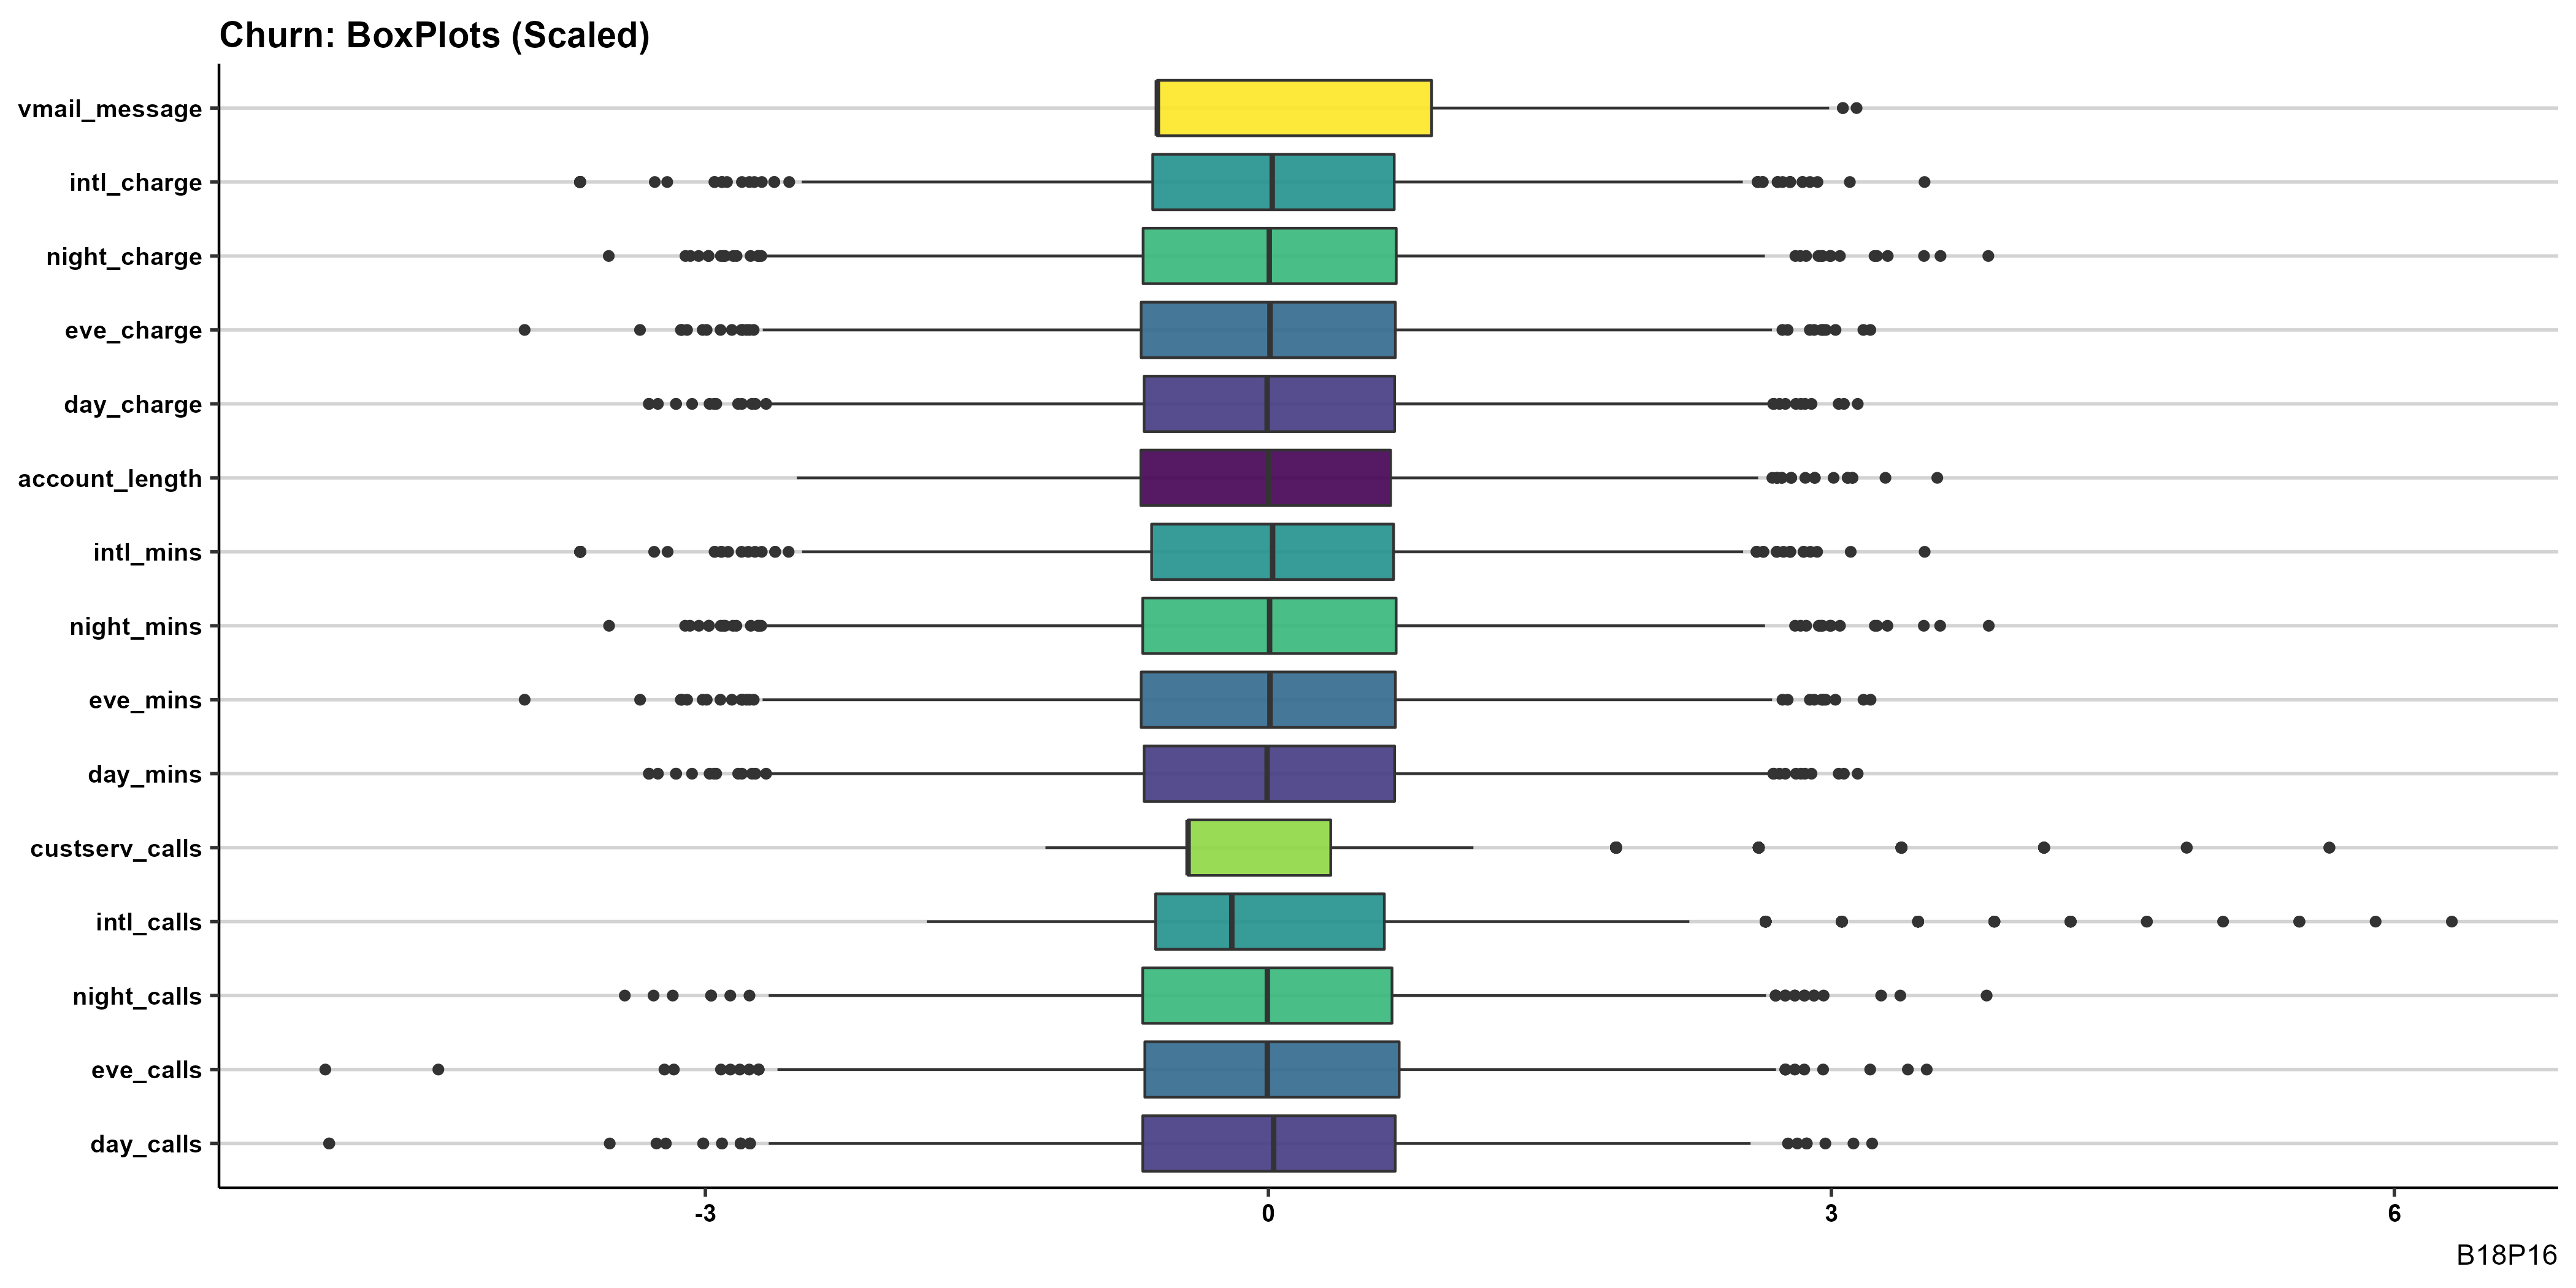 Churn: BoxPlots (Scaled)
vmail_message
intl_charge
night_charge
eve_charge
day_charge
account_length
intl_mins
night_mins
eve_mins
day_mins
custserv_calls
intl_calls
night_calls
eve_calls
day_calls
-3 0 3 6
B18P16